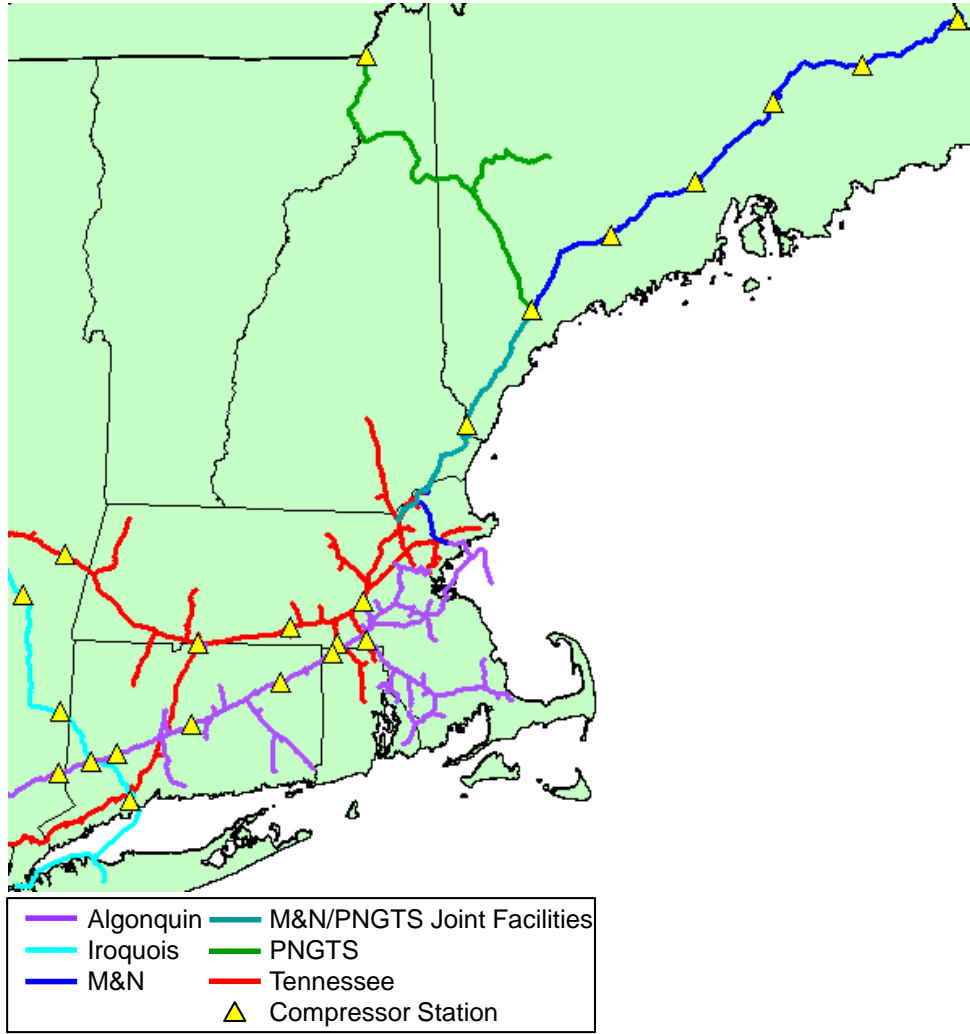 Algonquin
Iroquois
M&N
M&N/PNGTS Joint Facilities
PNGTS
Tennessee
Compressor Station